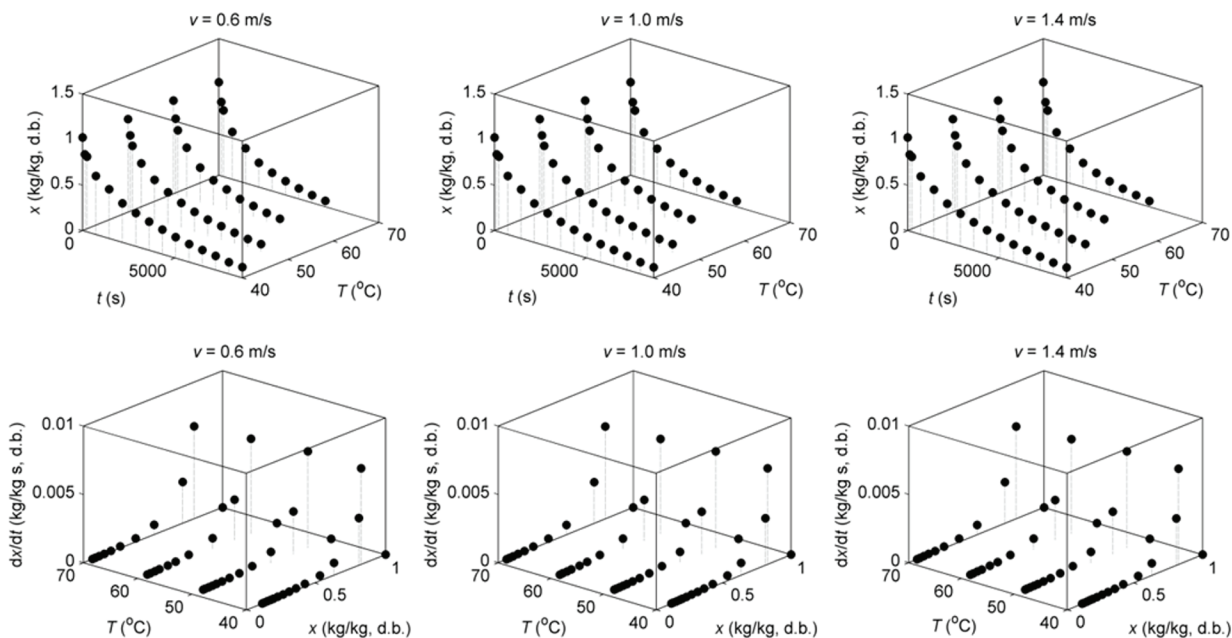 v = 0.6 m/s
1.5
1
0.5
0
x (kg/kg, d.b.)
0
5000
t (s)
40
50
60
70
T (°C)
v = 1.0 m/s
1.5
1
0.5
0
x (kg/kg, d.b.)
0
5000
t (s)
40
50
60
70
T (°C)
v = 1.4 m/s
1.5
1
0.5
0
x (kg/kg, d.b.)
0
5000
t (s)
40
50
60
70
T (°C)
v = 0.6 m/s
0.01
0.005
0
dx/dt (kg/kg s, d.b.)
70
60
50
40
T (°C)
0
0.5
1
x (kg/kg, d.b.)
v = 1.0 m/s
0.01
0.005
0
dx/dt (kg/kg s, d.b.)
70
60
50
40
T (°C)
0
0.5
1
x (kg/kg, d.b.)
v = 1.4 m/s
0.01
0.005
0
dx/dt (kg/kg s, d.b.)
70
60
50
40
T (°C)
0
0.5
1
x (kg/kg, d.b.)